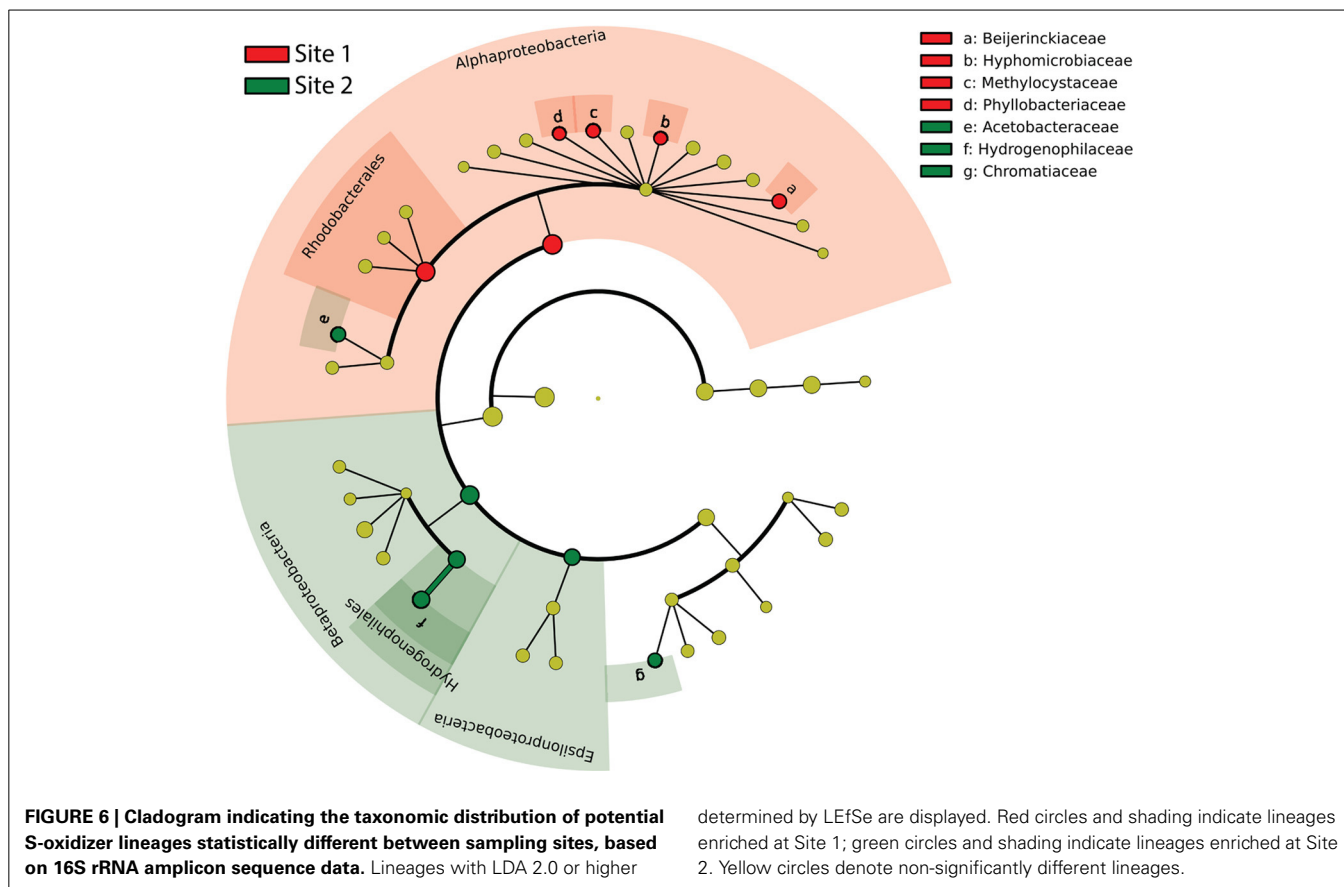 Site 1
Site 2
Alphaproteobacteria
a: Beijerinckiaceae
b: Hyphomicrobiaceae
c: Methylocystaceae
d: Phyllobacteriaceae
e: Acetobacteraceae
f: Hydrogenophilaceae
g: Chromatiaceae
d
c
b
a
Rhodobacterales
e
Betaproteobacteria
f
Hydrogenophilales
g
Epsilonproteobacteria
FIGURE 6 | Cladogram indicating the taxonomic distribution of potential
S-oxidizer lineages statistically different between sampling sites, based
on 16S rRNA amplicon sequence data. Lineages with LDA 2.0 or higher
determined by LEfSe are displayed. Red circles and shading indicate lineages
enriched at Site 1; green circles and shading indicate lineages enriched at Site
2. Yellow circles denote non-significantly different lineages.